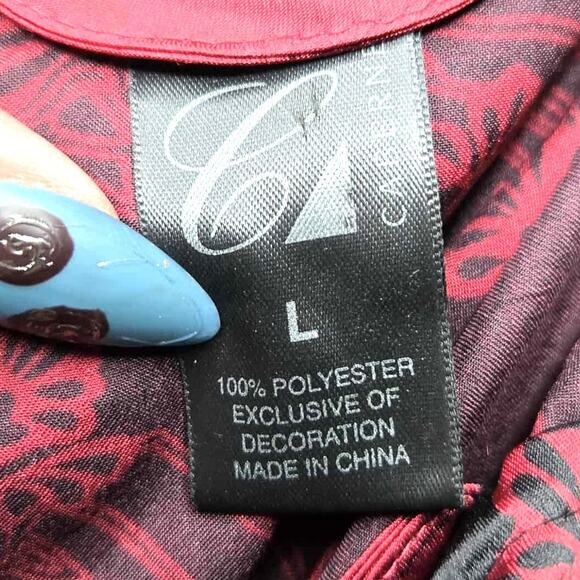 L
100% POLYESTER
EXCLUSIVE OF
DECORATION
MADE IN CHINA